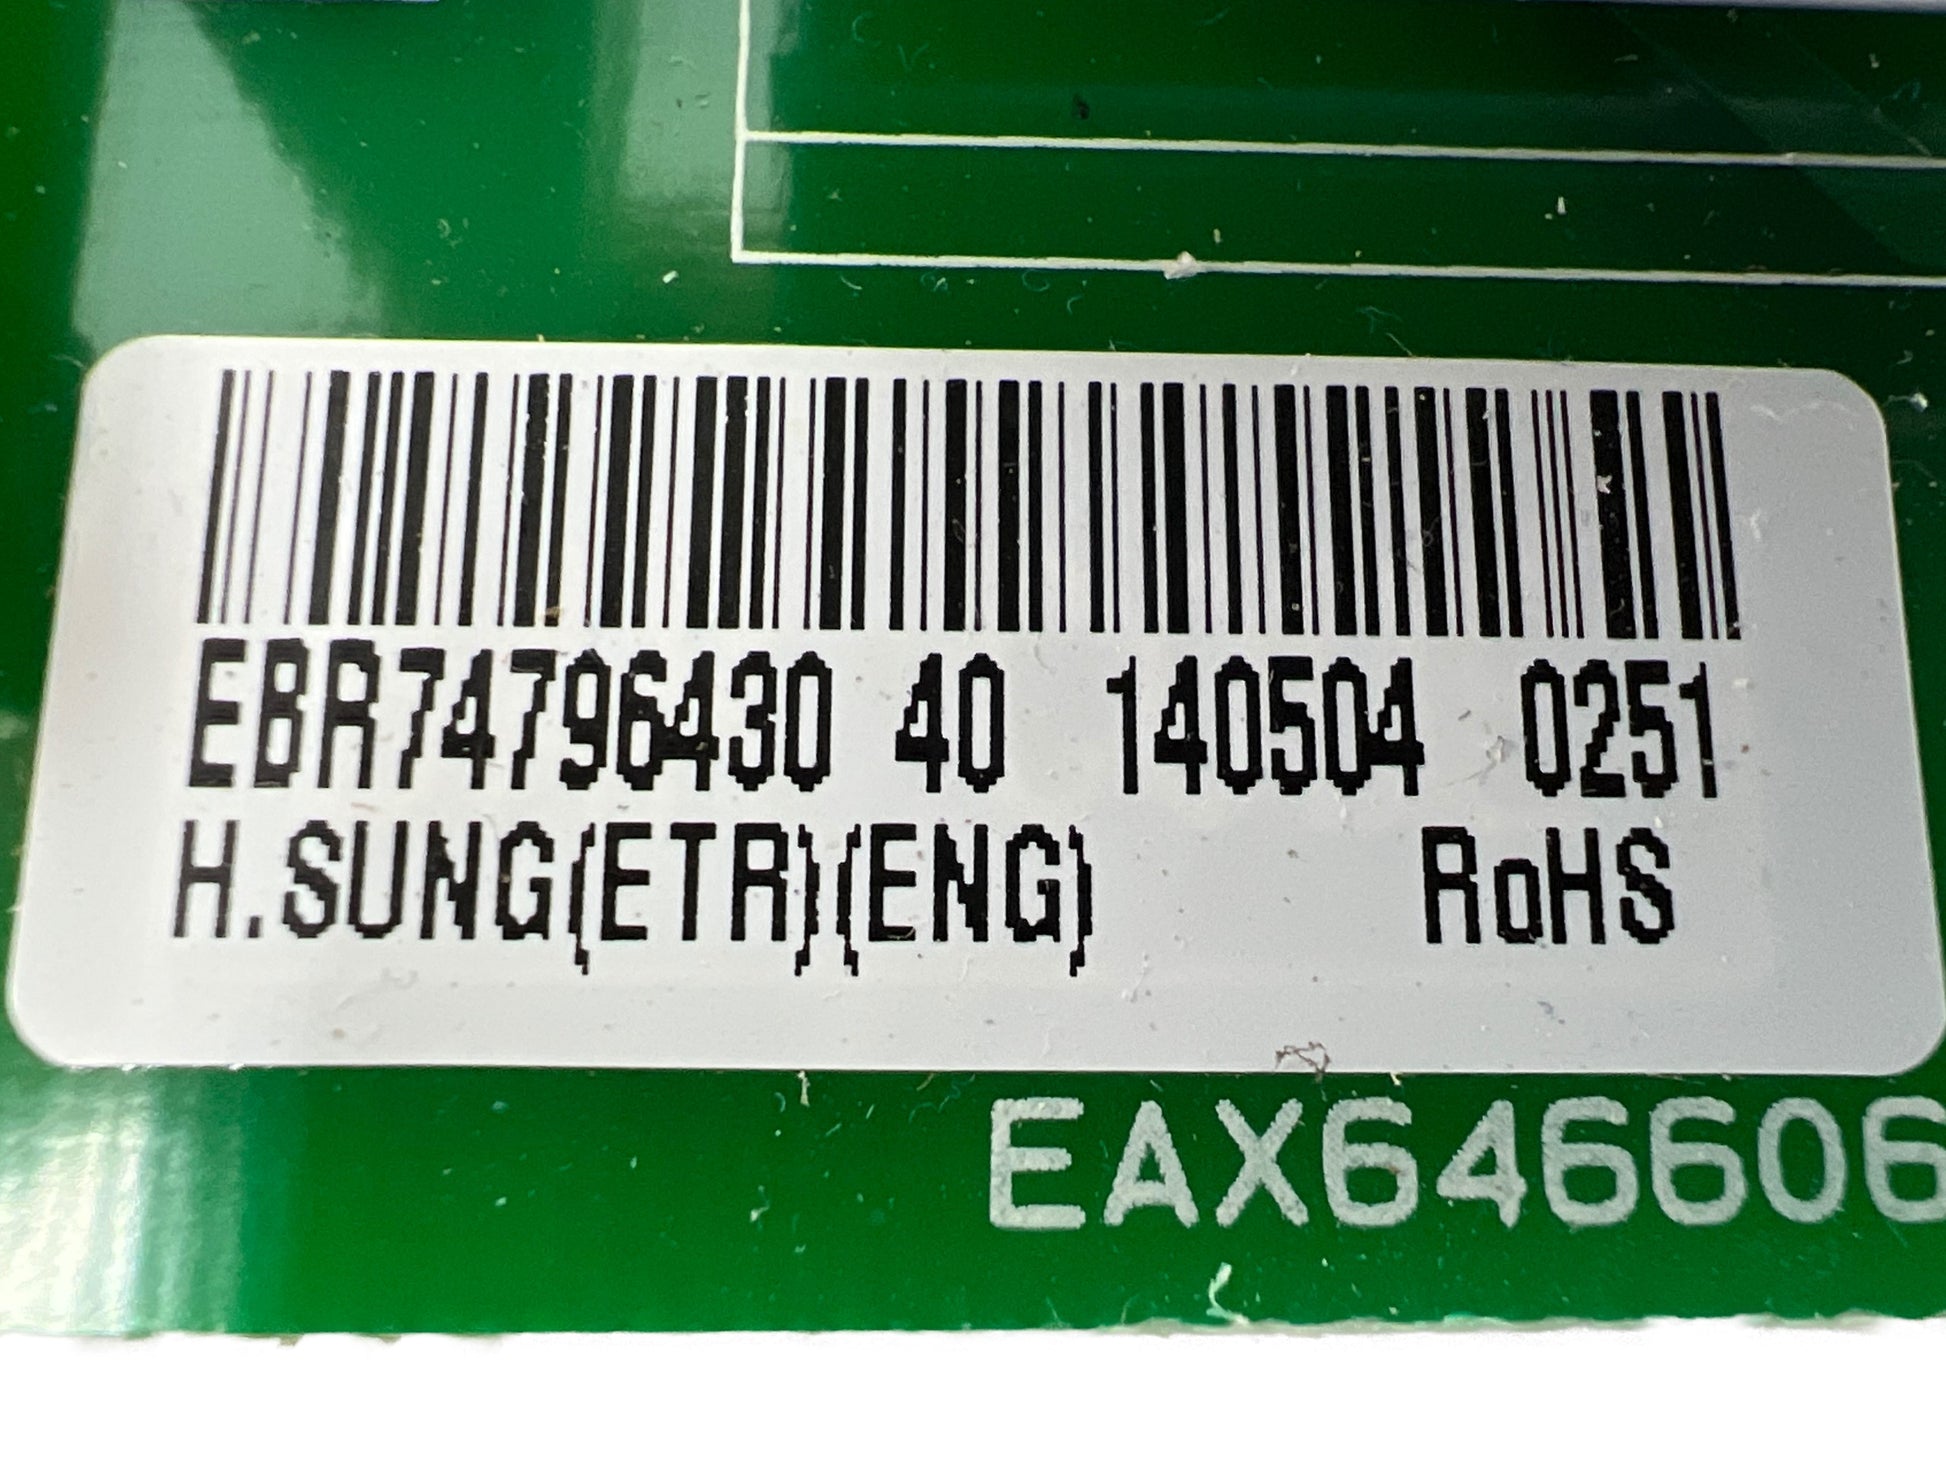 EBR74796430 40 140504 0251
H.SUNG(ETR)(ENG) RoHS
EAX646606